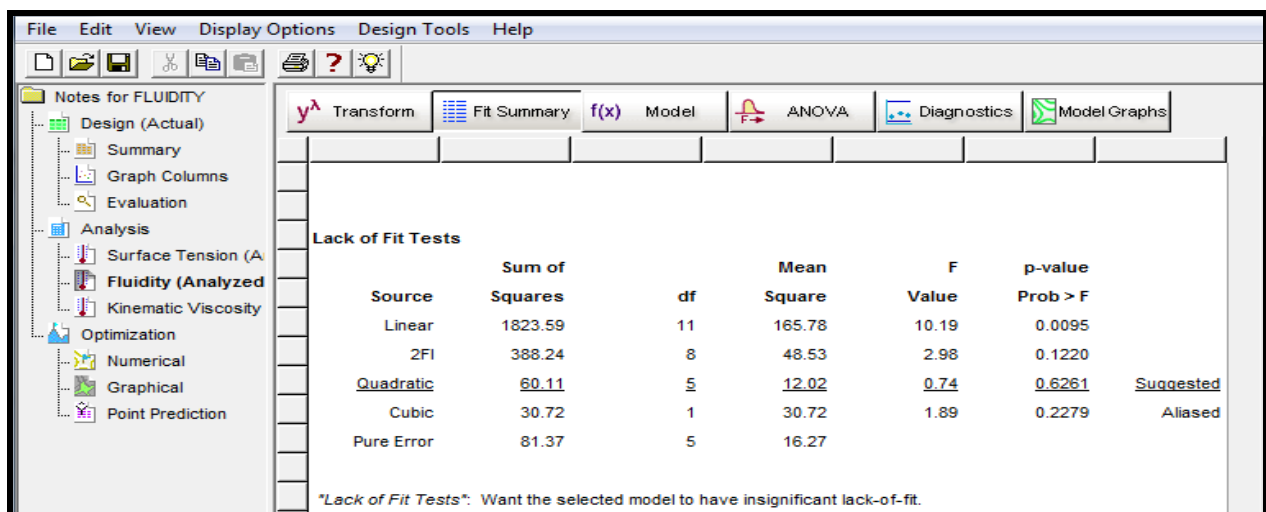 File Edit View Display Options Design Tools Help
Notes for FLUIDITY
Design (Actual)
Summary
Graph Columns
Evaluation
Analysis
Surface Tension (A
Fluidity (Analyzed
Kinematic Viscosity
Optimization
Numerical
Graphical
Point Prediction
yλ Transform Fit Summary f(x) Model F ANOVA Diagnostics Model Graphs
Lack of Fit Tests
Sum of Mean F p-value
Source Squares df Square Value Prob > F
Linear 1823.59 11 165.78 10.19 0.0095
2FI 388.24 8 48.53 2.98 0.1220
Quadratic 60.11 5 12.02 0.74 0.6261 Suggested
Cubic 30.72 1 30.72 1.89 0.2279 Aliased
Pure Error 81.37 5 16.27
"Lack of Fit Tests": Want the selected model to have insignificant lack-of-fit.